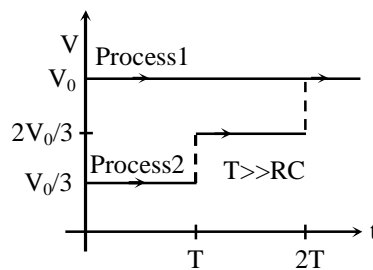 V
Process1
V₀
2V₀/3
Process2
T>>RC
V₀/3
t
T
2T